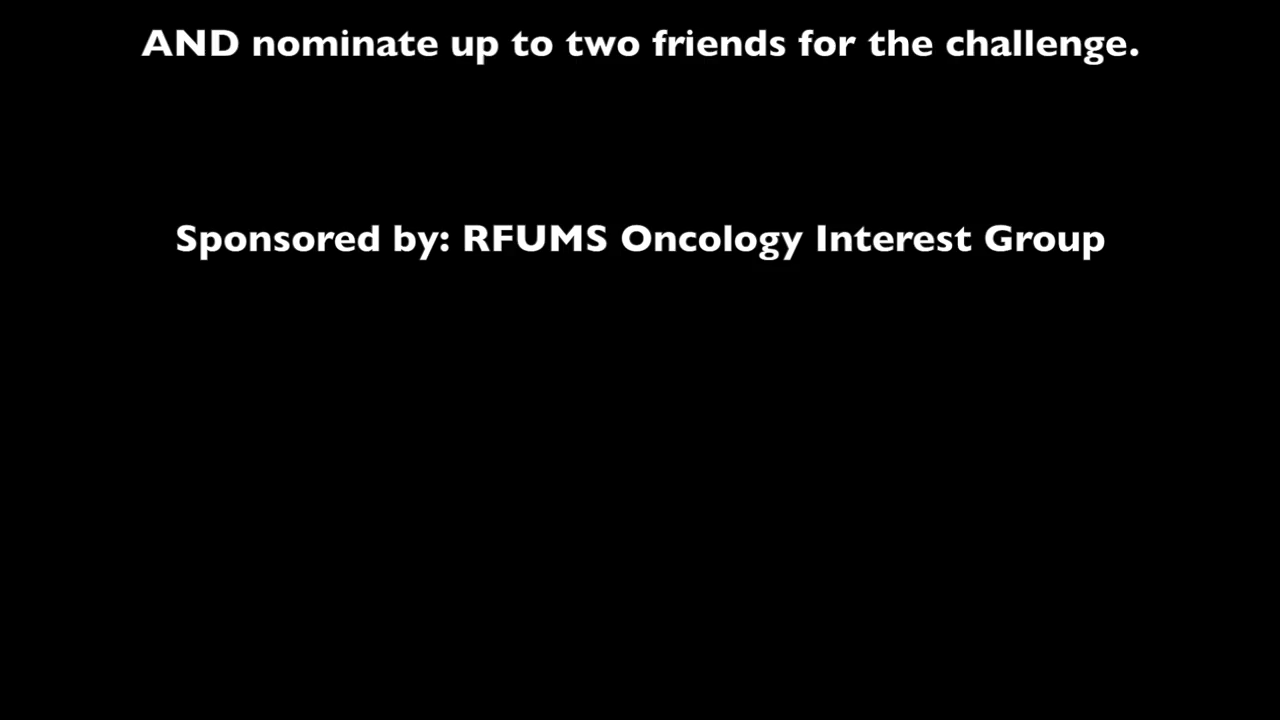 AND nominate up to two friends for the challenge.
Sponsored by: RFUMS Oncology Interest Group